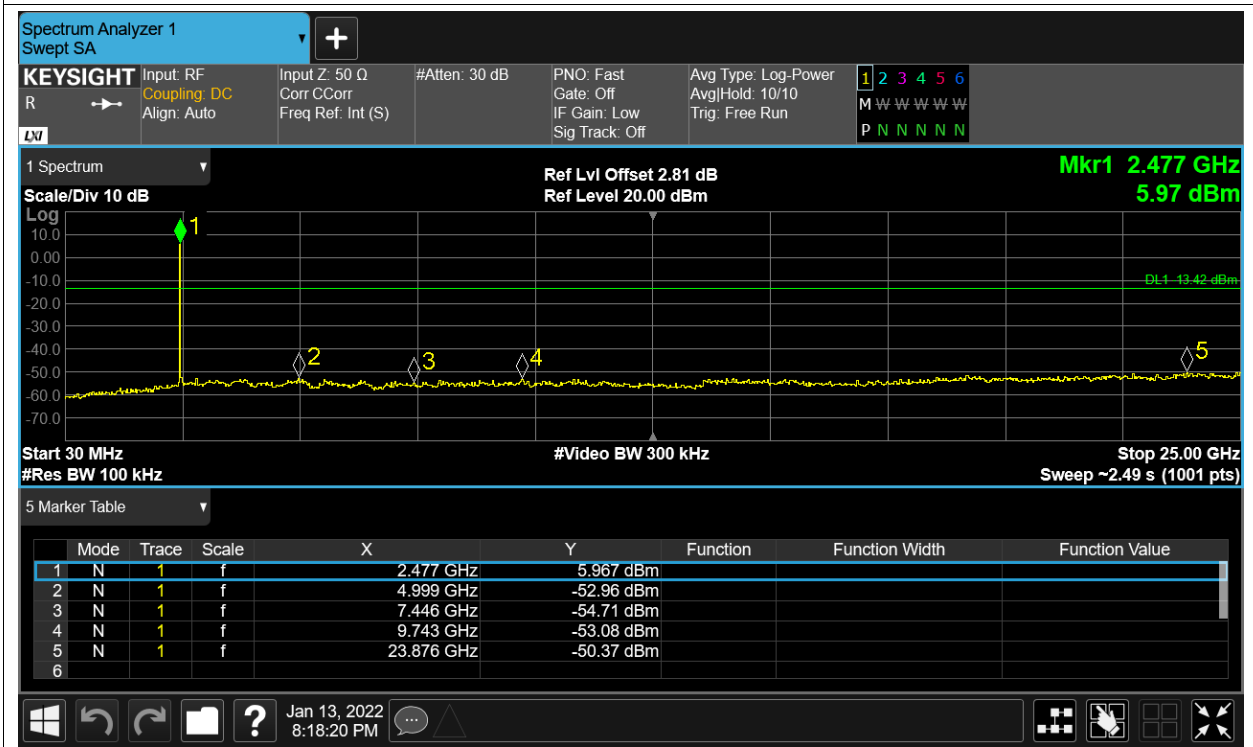 Spectrum Analyzer 1
Swept SA
+
KEYSIGHT Input: RF Input Z: 50 Ω #Atten: 30 dB PNO: Fast Avg Type: Log-Power 1 2 3 4 5 6
R Coupling: DC Corr CCorr Gate: Off Avg|Hold: 10/10 M W W W W W W
Align: Auto Freq Ref: Int (S) IF Gain: Low Trig: Free Run
LXI Sig Track: Off P N N N N N N
1 Spectrum Ref Lvl Offset 2.81 dB Mkr1 2.477 GHz
Scale/Div 10 dB Ref Level 20.00 dBm 5.97 dBm
Log
1
10.0
0.00
-10.0 DL1 -13.42 dBm
-20.0
-30.0
-40.0 2 3 4 5
-50.0
-60.0
-70.0
Start 30 MHz #Video BW 300 kHz Stop 25.00 GHz
#Res BW 100 kHz Sweep ~2.49 s (1001 pts)
5 Marker Table
Mode Trace Scale X Y Function Function Width Function Value
1 N 1 f 2.477 GHz 5.967 dBm
2 N 1 f 4.999 GHz -52.96 dBm
3 N 1 f 7.446 GHz -54.71 dBm
4 N 1 f 9.743 GHz -53.08 dBm
5 N 1 f 23.876 GHz -50.37 dBm
6
? Jan 13, 2022
8:18:20 PM